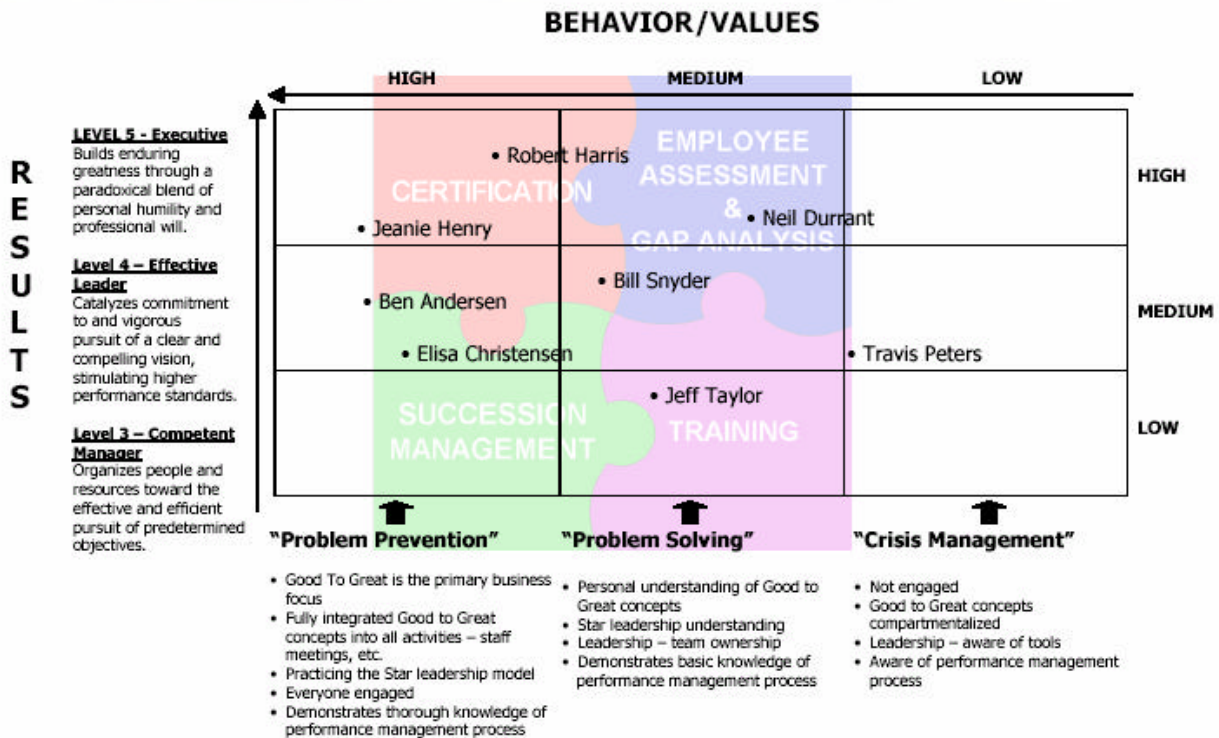 BEHAVIOR/VALUES
HIGH
MEDIUM
LOW
RESULTS
LEVEL 5 - Executive
Builds enduring
greatness through a
paradoxical blend of
personal humility and
professional will.
Level 4 – Effective
Leader
Catalyzes commitment
to and vigorous
pursuit of a clear and
compelling vision,
stimulating higher
performance standards.
Level 3 – Competent
Manager
Organizes people and
resources toward the
effective and efficient
pursuit of predetermined
objectives.
CERTIFICATION
EMPLOYEE
ASSESSMENT
&
GAP ANALYSIS
SUCCESSION
MANAGEMENT
TRAINING
• Robert Harris
• Jeanie Henry
• Neil Durrant
• Bill Snyder
• Ben Andersen
• Elisa Christensen
• Travis Peters
• Jeff Taylor
HIGH
MEDIUM
LOW
“Problem Prevention”
• Good To Great is the primary business
focus
• Fully integrated Good to Great
concepts into all activities – staff
meetings, etc.
• Practicing the Star leadership model
• Everyone engaged
• Demonstrates thorough knowledge of
performance management process
“Problem Solving”
• Personal understanding of Good to
Great concepts
• Star leadership understanding
• Leadership – team ownership
• Demonstrates basic knowledge of
performance management process
“Crisis Management”
• Not engaged
• Good to Great concepts
compartmentalized
• Leadership – aware of tools
• Aware of performance management
process